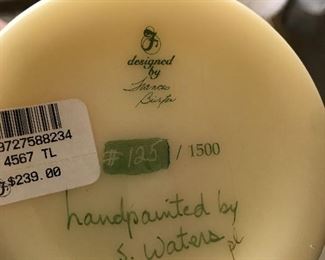 F
designed
by
Frances
Burton
9727588234
4567 TL
$239.00
#125 / 1500
handpainted by
S. Waters